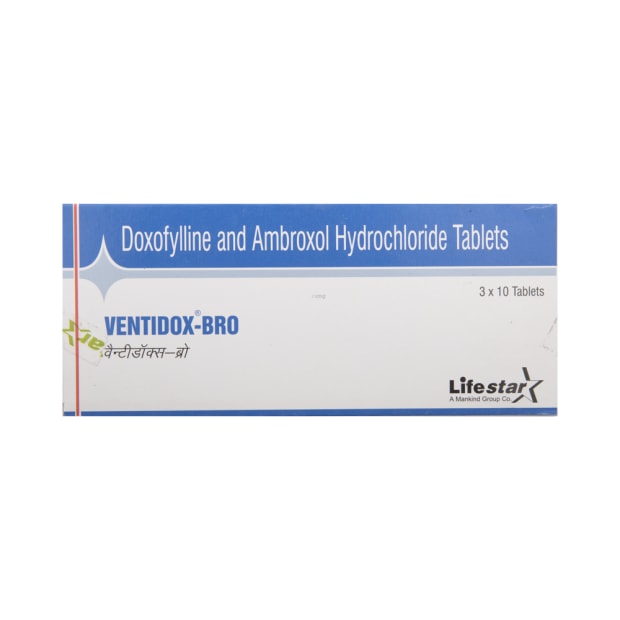 Doxofylline and Ambroxol Hydrochloride Tablets
3 x 10 Tablets
VENTIDOX®-BRO
वैन्टीडॉक्स–ब्रो
Lifestar
A Mankind Group Co.